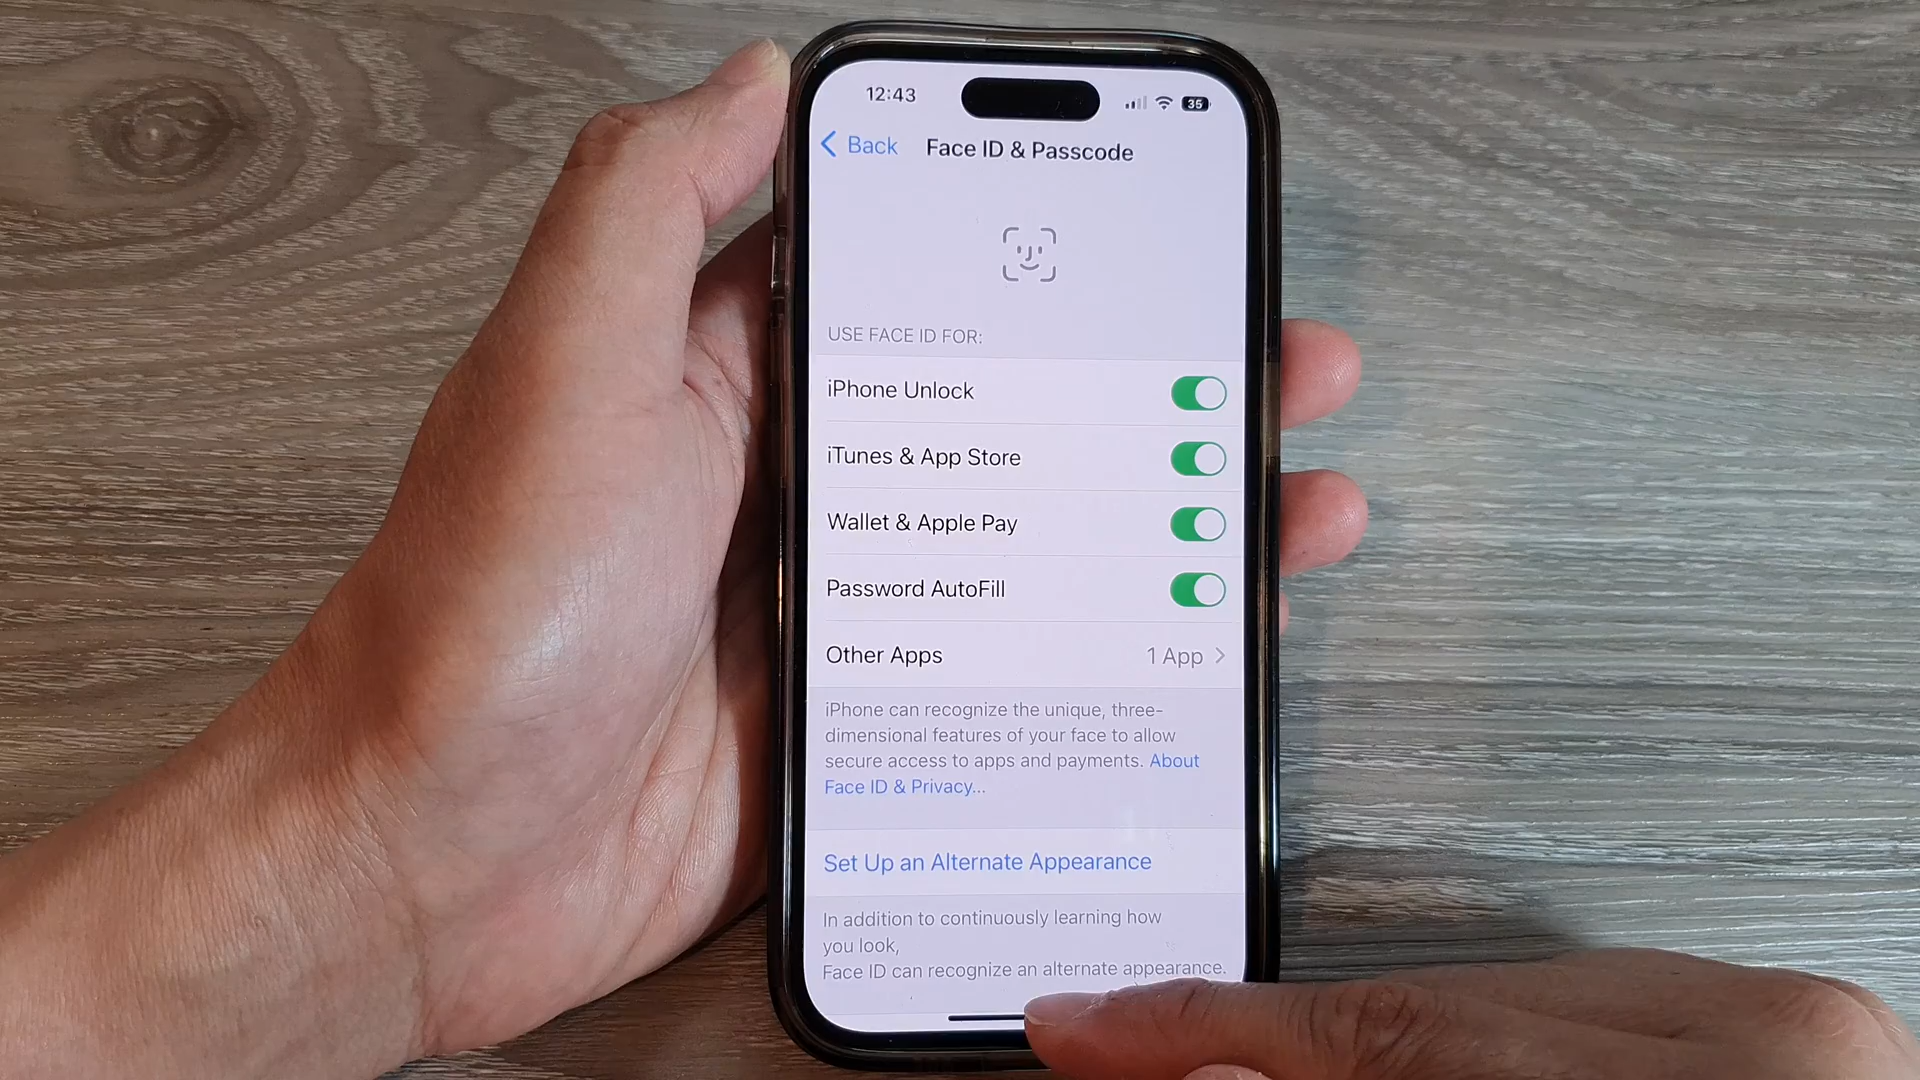 12:43
35
Back
Face ID & Passcode
USE FACE ID FOR:
iPhone Unlock
iTunes & App Store
Wallet & Apple Pay
Password AutoFill
Other Apps 1 App
iPhone can recognize the unique, three-
dimensional features of your face to allow
secure access to apps and payments. About
Face ID & Privacy...
Set Up an Alternate Appearance
In addition to continuously learning how
you look,
Face ID can recognize an alternate appearance.